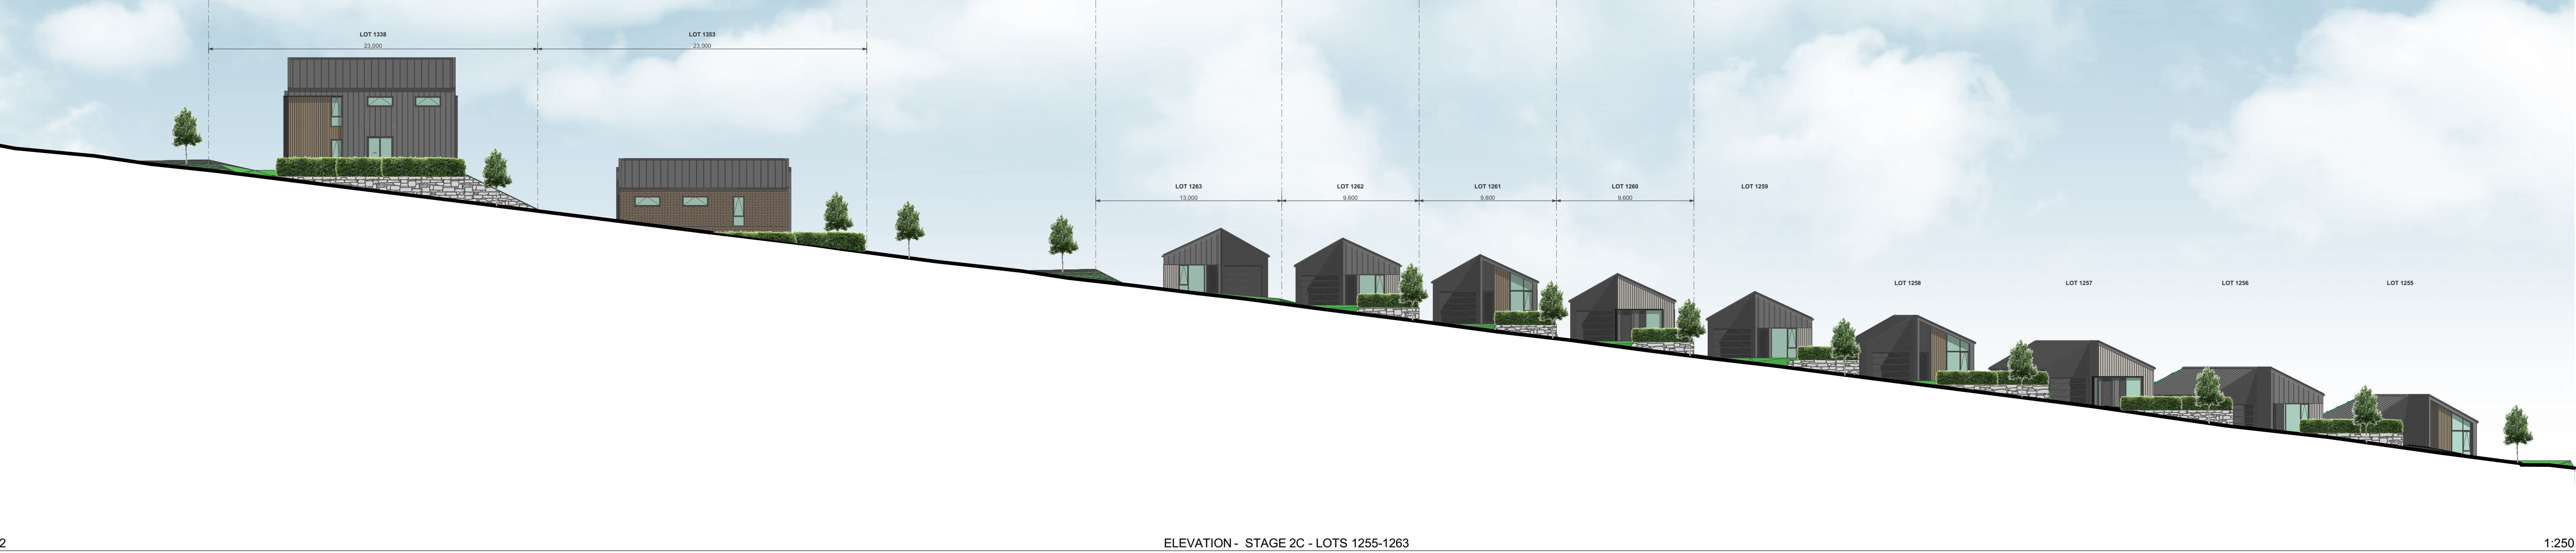 LOT 1338
23,000
LOT 1353
23,000
LOT 1263
13,000
LOT 1262
9,600
LOT 1261
9,600
LOT 1260
9,600
LOT 1259
LOT 1258
LOT 1257
LOT 1256
LOT 1255
2
ELEVATION - STAGE 2C - LOTS 1255-1263
1:250